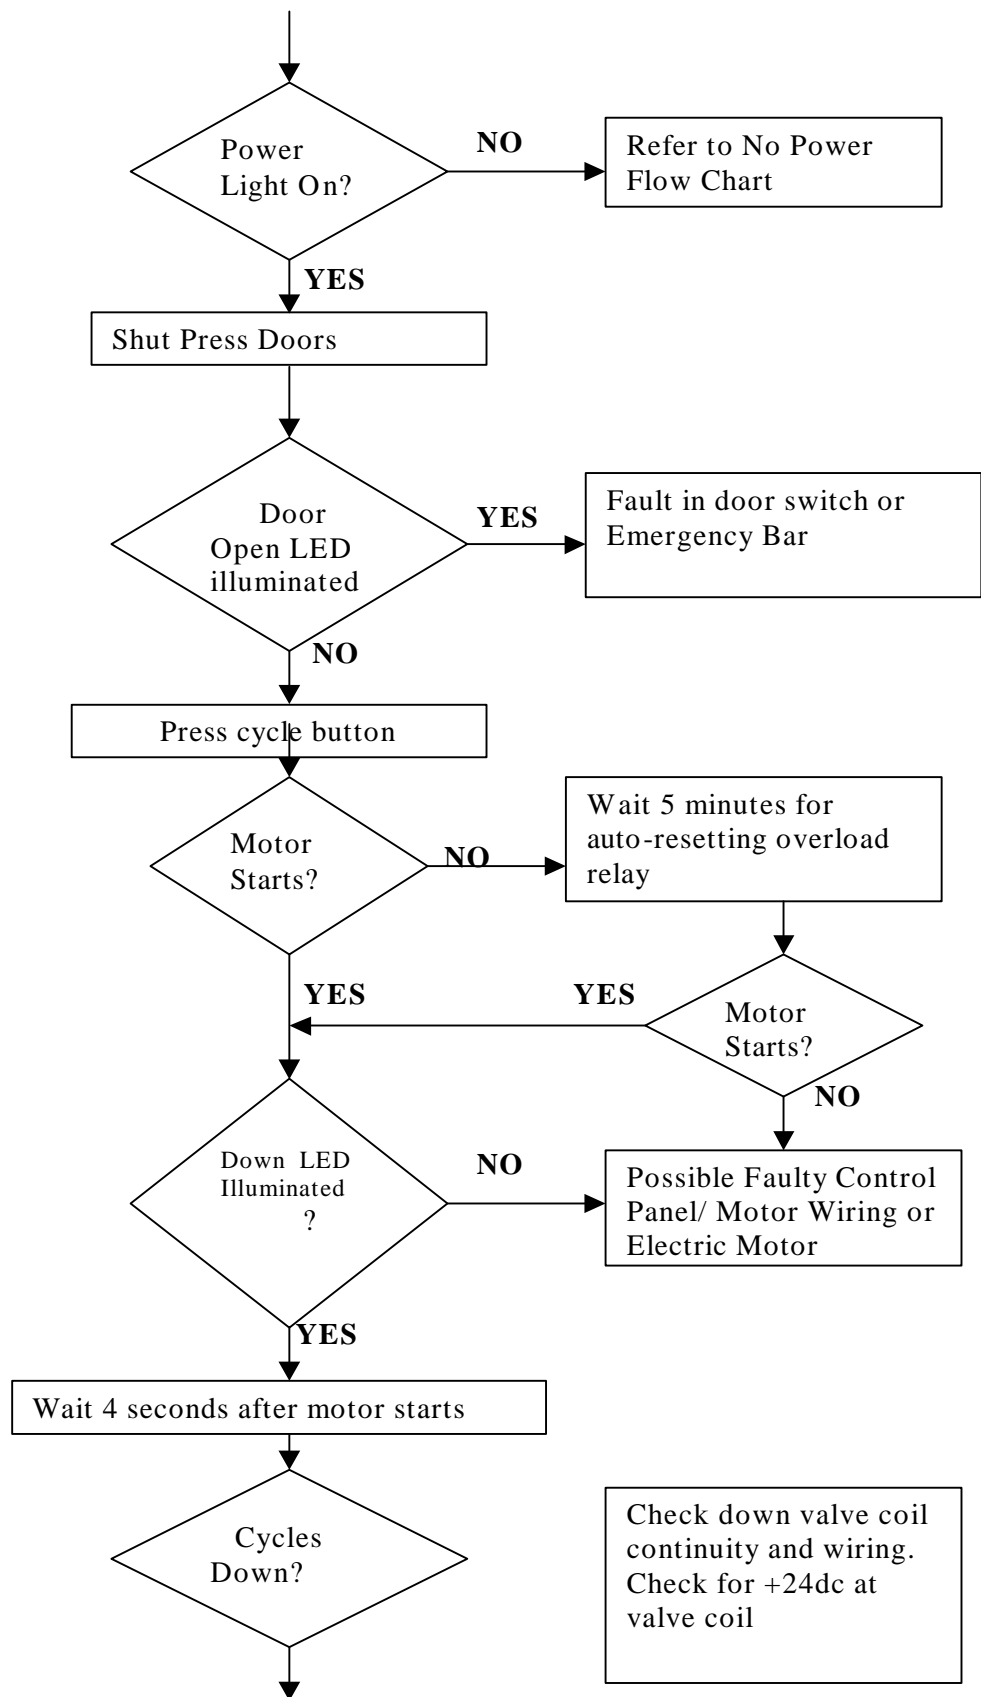 Power
Light On?
NO
Refer to No Power
Flow Chart
YES
Shut Press Doors
Door
Open LED
illuminated
YES
Fault in door switch or
Emergency Bar
NO
Press cycle button
Motor
Starts?
NO
Wait 5 minutes for
auto-resetting overload
relay
YES
YES
Motor
Starts?
NO
Down LED
Illuminated
?
NO
Possible Faulty Control
Panel/ Motor Wiring or
Electric Motor
YES
Wait 4 seconds after motor starts
Cycles
Down?
Check down valve coil
continuity and wiring.
Check for +24dc at
valve coil